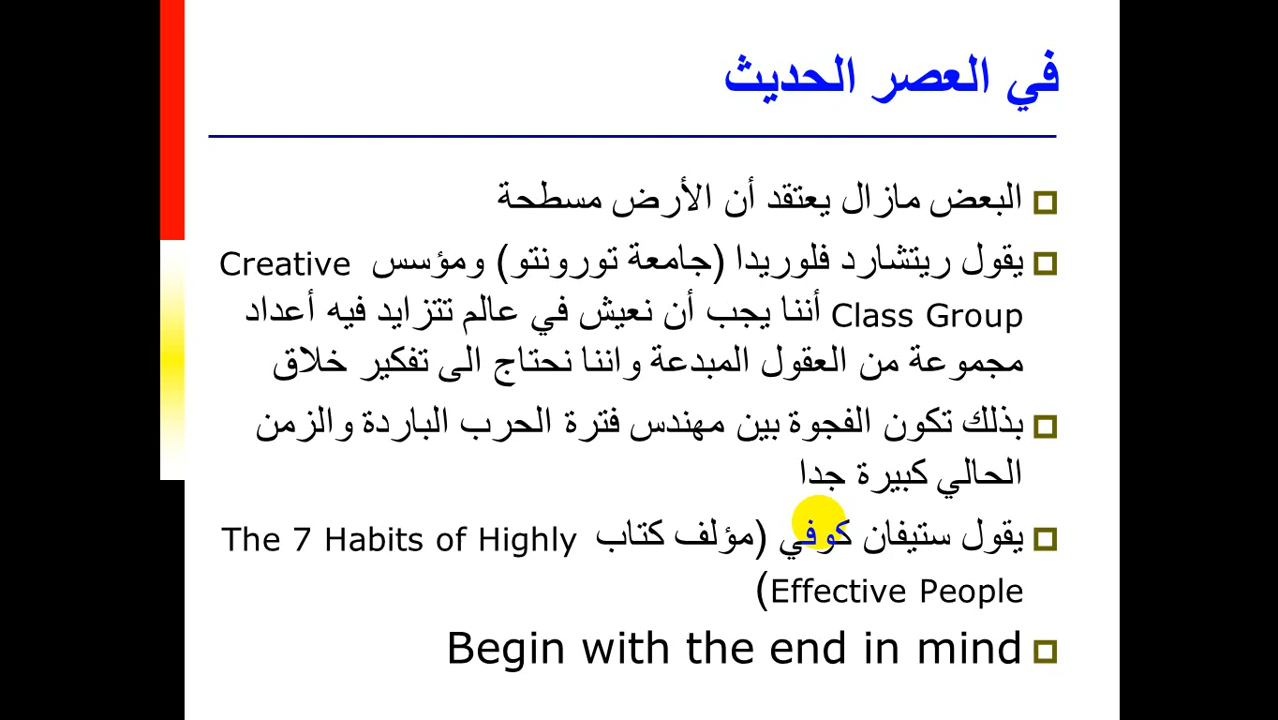 في العصر الحديث
البعض مازال يعتقد أن الأرض مسطحة
يقول ريتشارد فلوريدا (جامعة تورونتو) ومؤسس Creative
Class Group أننا يجب أن نعيش في عالم تتزايد فيه أعداد
مجموعة من العقول المبدعة واننا نحتاج الى تفكير خلاق
بذلك تكون الفجوة بين مهندس فترة الحرب الباردة والزمن
الحالي كبيرة جدا
يقول ستيفان كوفي (مؤلف كتاب The 7 Habits of Highly
Effective People)
Begin with the end in mind